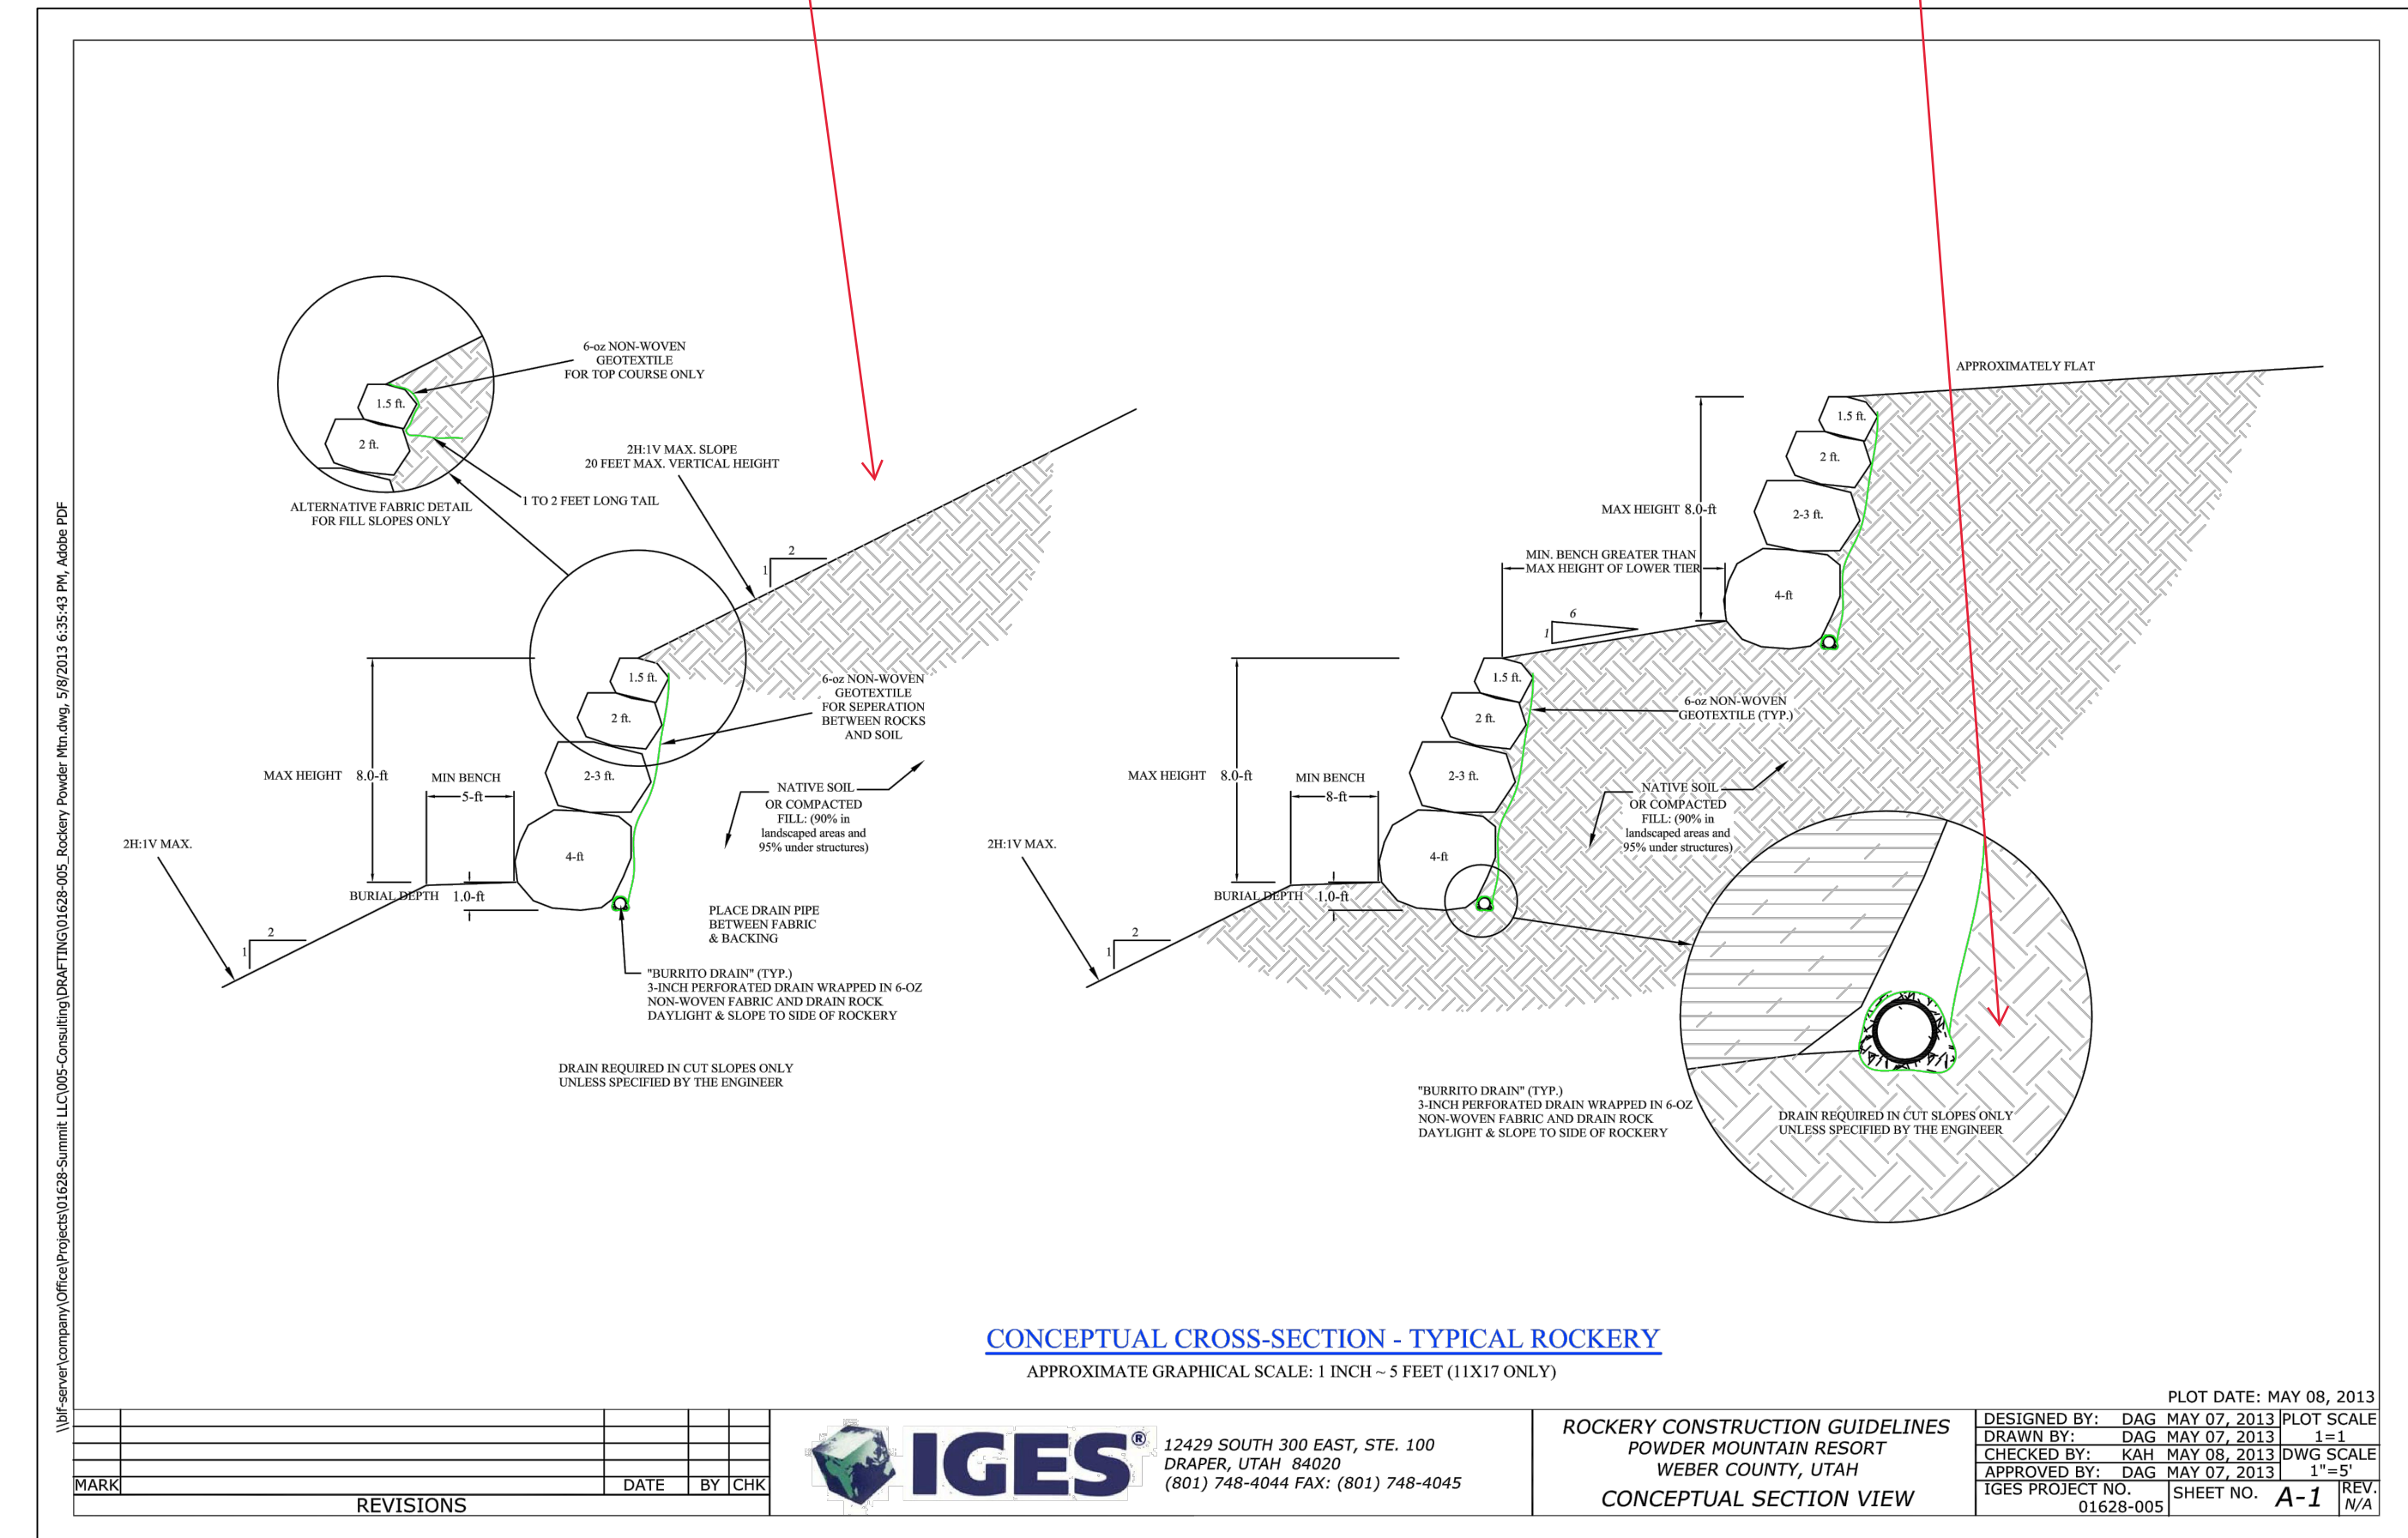 \\blf-server\company\Office\Projects\01628-Summit LLC\005-Consulting\DRAFTING\01628-005_Rockery Powder Mtn.dwg, 5/8/2013 6:35:43 PM, Adobe PDF
6-oz NON-WOVEN
GEOTEXTILE
FOR TOP COURSE ONLY
1.5 ft.
2 ft.
1 TO 2 FEET LONG TAIL
ALTERNATIVE FABRIC DETAIL
FOR FILL SLOPES ONLY
2H:1V MAX. SLOPE
20 FEET MAX. VERTICAL HEIGHT
2
1
1.5 ft.
2 ft.
2-3 ft.
4-ft
6-oz NON-WOVEN
GEOTEXTILE
FOR SEPERATION
BETWEEN ROCKS
AND SOIL
MAX HEIGHT 8.0-ft
MIN BENCH
5-ft
NATIVE SOIL
OR COMPACTED
FILL: (90% in
landscaped areas and
95% under structures)
2H:1V MAX.
BURIAL DEPTH 1.0-ft
2
1
PLACE DRAIN PIPE
BETWEEN FABRIC
& BACKING
"BURRITO DRAIN" (TYP.)
3-INCH PERFORATED DRAIN WRAPPED IN 6-OZ
NON-WOVEN FABRIC AND DRAIN ROCK
DAYLIGHT & SLOPE TO SIDE OF ROCKERY
DRAIN REQUIRED IN CUT SLOPES ONLY
UNLESS SPECIFIED BY THE ENGINEER
APPROXIMATELY FLAT
1.5 ft.
2 ft.
2-3 ft.
4-ft
MAX HEIGHT 8.0-ft
MIN. BENCH GREATER THAN
MAX HEIGHT OF LOWER TIER
6
1
1.5 ft.
2 ft.
2-3 ft.
4-ft
6-oz NON-WOVEN
GEOTEXTILE (TYP.)
MAX HEIGHT 8.0-ft
MIN BENCH
8-ft
NATIVE SOIL
OR COMPACTED
FILL: (90% in
landscaped areas and
95% under structures)
2H:1V MAX.
BURIAL DEPTH 1.0-ft
2
1
"BURRITO DRAIN" (TYP.)
3-INCH PERFORATED DRAIN WRAPPED IN 6-OZ
NON-WOVEN FABRIC AND DRAIN ROCK
DAYLIGHT & SLOPE TO SIDE OF ROCKERY
DRAIN REQUIRED IN CUT SLOPES ONLY
UNLESS SPECIFIED BY THE ENGINEER
CONCEPTUAL CROSS-SECTION - TYPICAL ROCKERY
APPROXIMATE GRAPHICAL SCALE: 1 INCH ~ 5 FEET (11X17 ONLY)
PLOT DATE: MAY 08, 2013
MARK DATE BY CHK
REVISIONS
IGES®
12429 SOUTH 300 EAST, STE. 100
DRAPER, UTAH 84020
(801) 748-4044 FAX: (801) 748-4045
ROCKERY CONSTRUCTION GUIDELINES
POWDER MOUNTAIN RESORT
WEBER COUNTY, UTAH
CONCEPTUAL SECTION VIEW
DESIGNED BY: DAG MAY 07, 2013 PLOT SCALE
DRAWN BY: DAG MAY 07, 2013 1=1
CHECKED BY: KAH MAY 08, 2013 DWG SCALE
APPROVED BY: DAG MAY 07, 2013 1"=5'
IGES PROJECT NO.
01628-005
SHEET NO. A-1
REV.
N/A